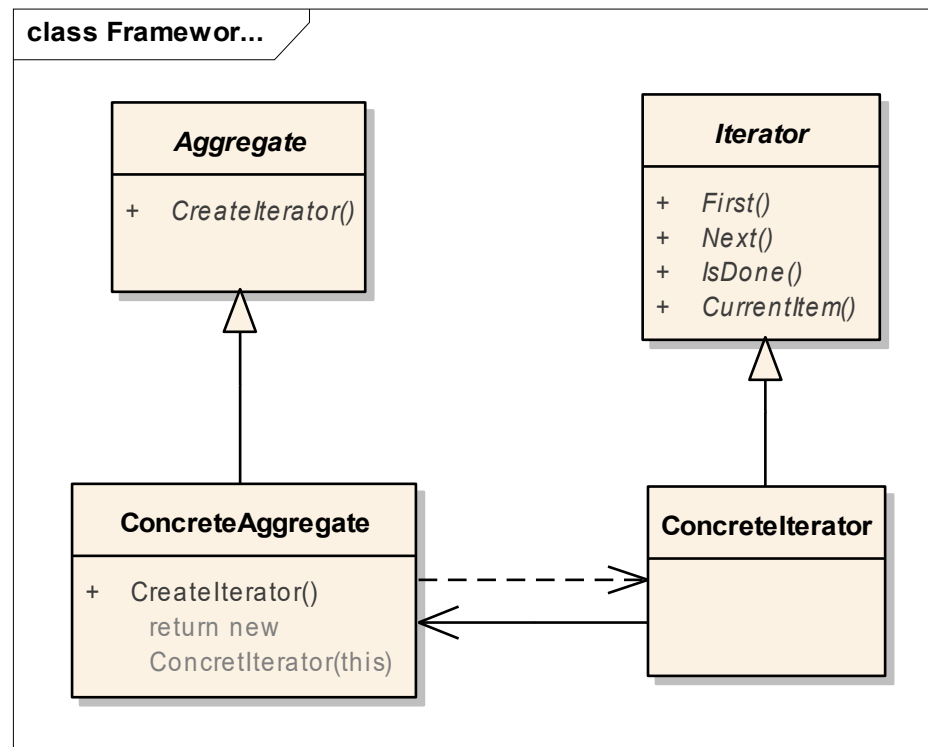 class Framewor...
Aggregate
+ CreateIterator()
Iterator
+ First()
+ Next()
+ IsDone()
+ CurrentItem()
ConcreteAggregate
+ CreateIterator()
return new
ConcretIterator(this)
ConcreteIterator